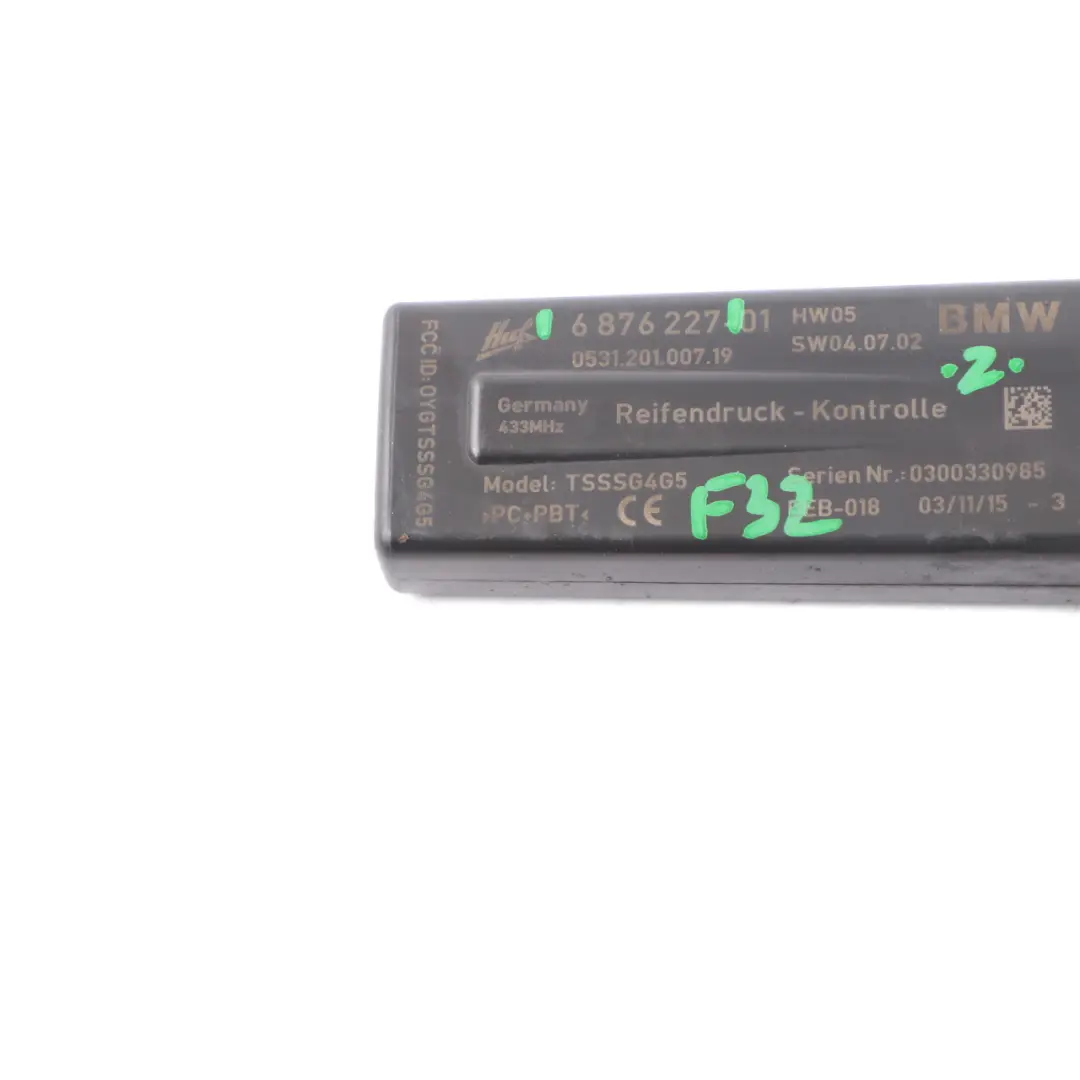 FCC ID: OYGTSSSG4G5
Huf 6 876 227-01 HW05 BMW
0531.201.007.19 SW04.07.02
.2.
Germany Reifendruck - Kontrolle
433MHz
Model: TSSSG4G5 Serien Nr.: 0300330985
>PC+PBT< CE F32 03/11/15 - 3